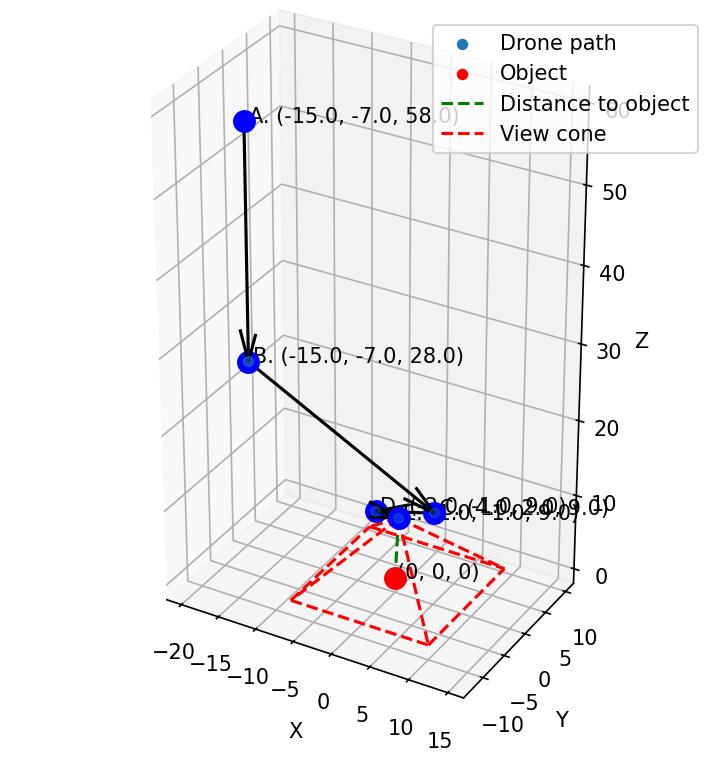 Drone path
Object
Distance to object
View cone
A. (-15.0, -7.0, 58.0)
60
50
40
30
20
10
0
Z
B. (-15.0, -7.0, 28.0)
(0, 0, 0)
−20
−15
−10
−5
0
5
10
15
X
−10
−5
0
5
10
Y